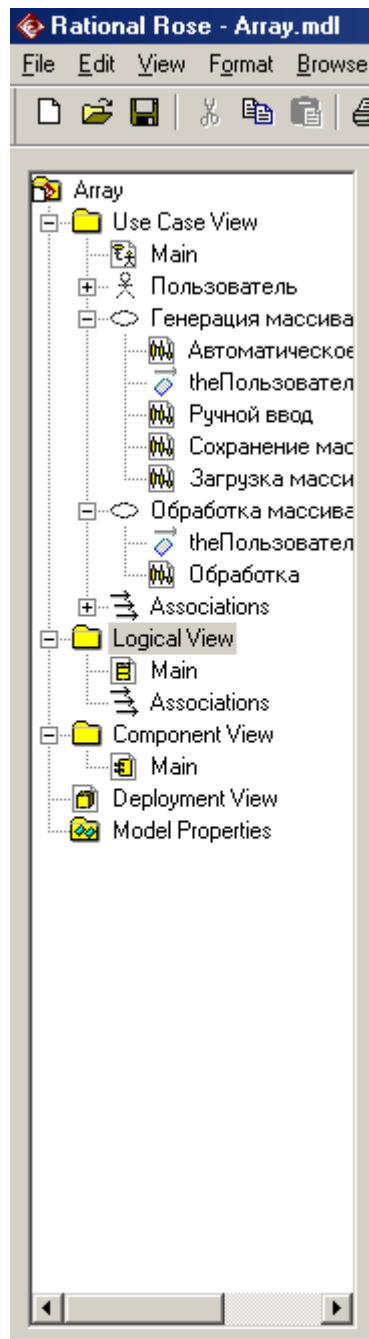 Rational Rose - Array.mdl
File Edit View Format Browse
Array
Use Case View
Main
Пользователь
Генерация массива
Автоматическое
theПользовател
Ручной ввод
Сохранение мас
Загрузка масси
Обработка массива
theПользовател
Обработка
Associations
Logical View
Main
Associations
Component View
Main
Deployment View
Model Properties